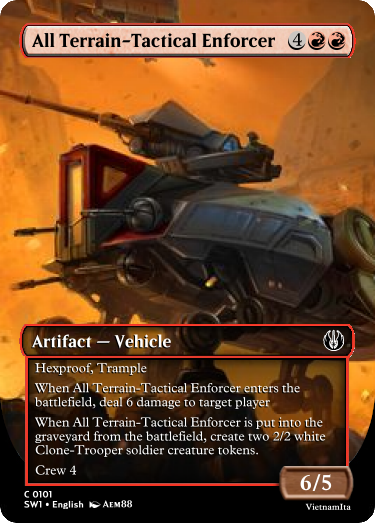 All Terrain-Tactical Enforcer 4
Artifact — Vehicle
Hexproof, Trample
When All Terrain-Tactical Enforcer enters the
battlefield, deal 6 damage to target player
When All Terrain-Tactical Enforcer is put into the
graveyard from the battlefield, create two 2/2 white
Clone-Trooper soldier creature tokens.
Crew 4
6/5
C 0101
SW1 • English AEM88
VietnamIta